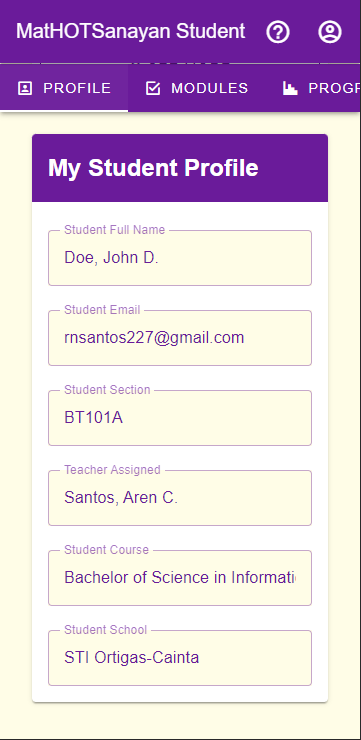 MatHOTSanayan Student
PROFILE MODULES PROGR
My Student Profile
Student Full Name
Doe, John D.
Student Email
rnsantos227@gmail.com
Student Section
BT101A
Teacher Assigned
Santos, Aren C.
Student Course
Bachelor of Science in Informati
Student School
STI Ortigas-Cainta